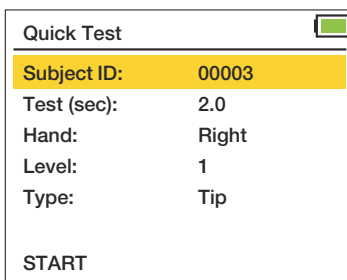 Quick Test
Subject ID: 00003
Test (sec): 2.0
Hand: Right
Level: 1
Type: Tip
START